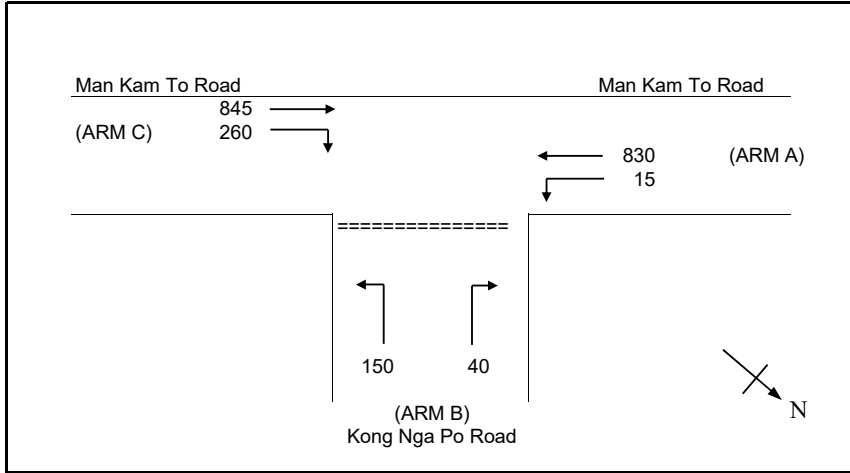 Man Kam To Road
Man Kam To Road
845
(ARM C)
260
830
(ARM A)
15
===============
150
40
(ARM B)
Kong Nga Po Road
N